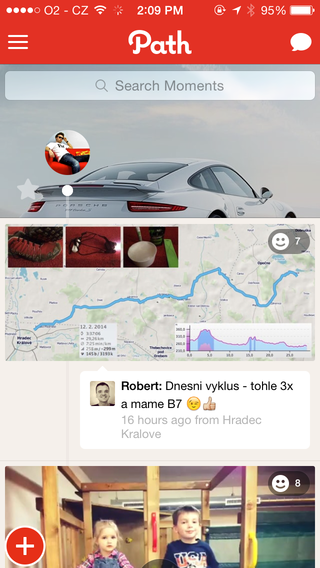 O2 - CZ 2:09 PM 95%
Path
Search Moments
7
Hradec
Kralove
12. 2. 2014
Robert: Dnesni vyklus - tohle 3x
a mame B7 😉👍
16 hours ago from Hradec
Kralove
8